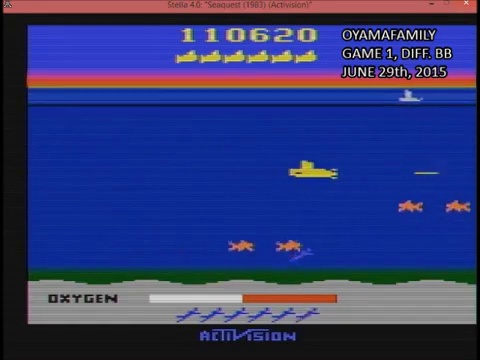 Stella 4.0: "Seaquest (1983) (Activision)"
110620
OYAMAFAMILY
GAME 1, DIFF. BB
JUNE 29th, 2015
OXYGEN
ACTIVISION